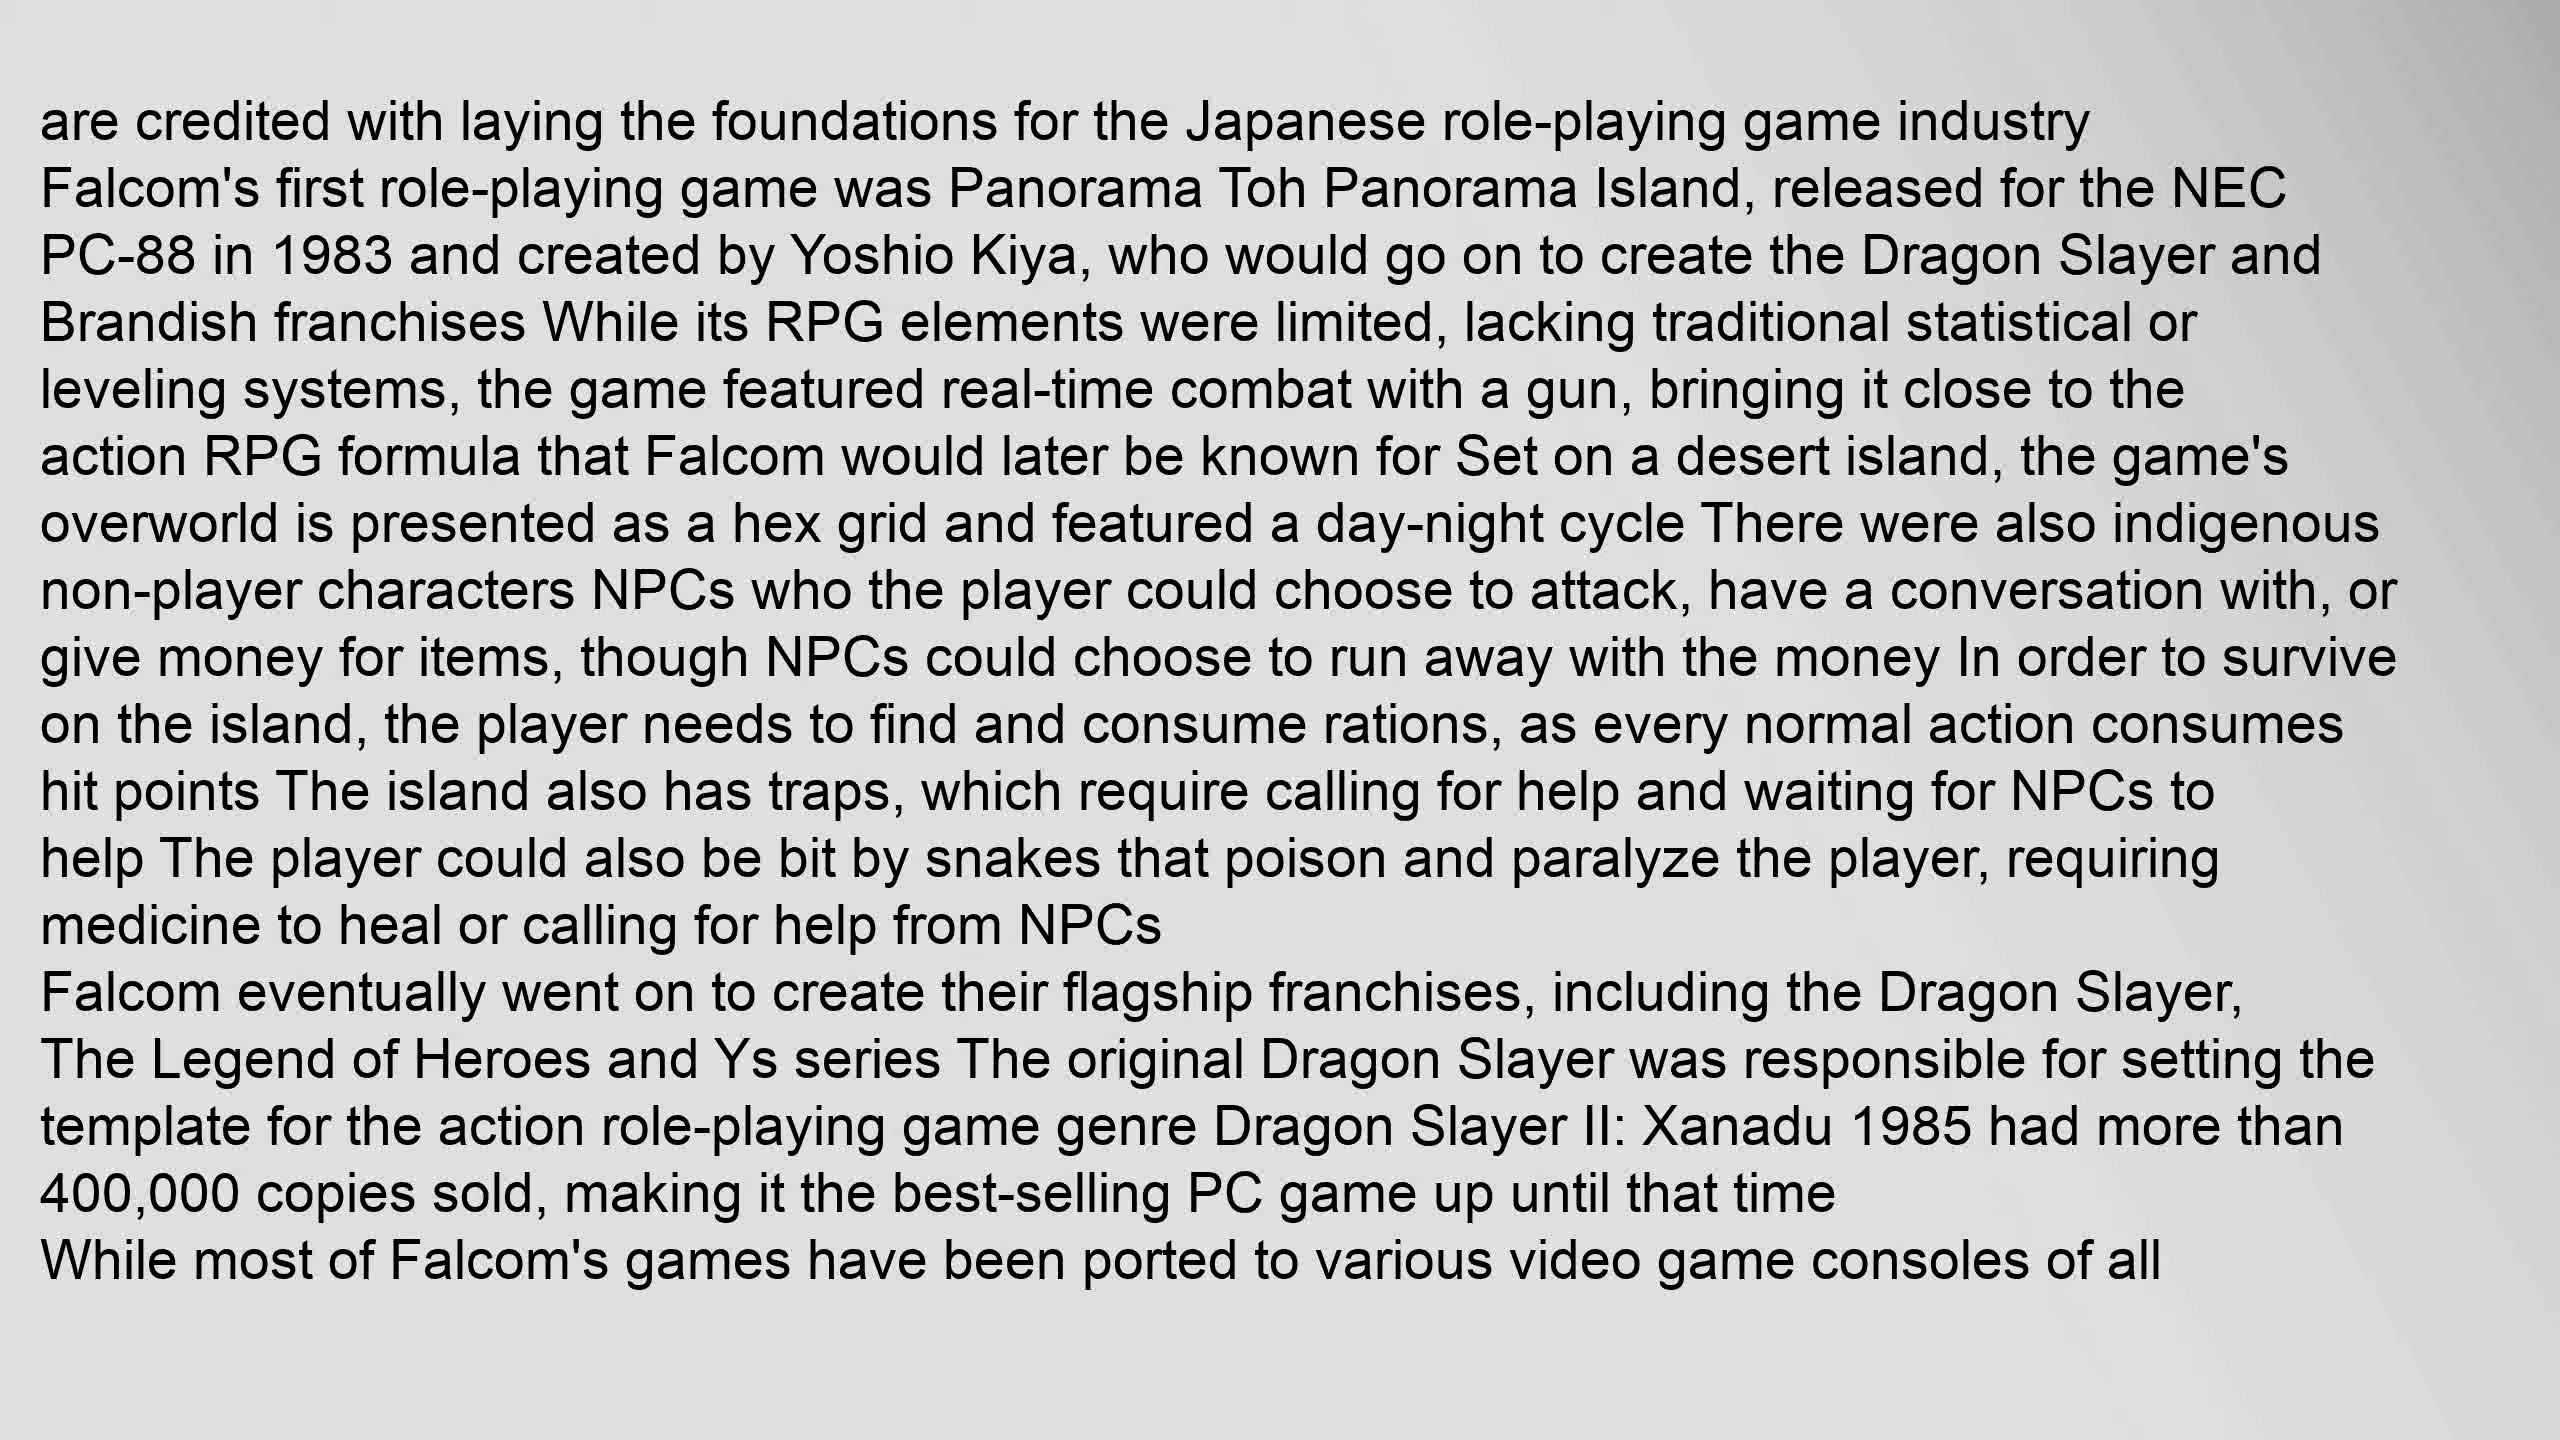 are credited with laying the foundations for the Japanese role-playing game industry
Falcom's first role-playing game was Panorama Toh Panorama Island, released for the NEC
PC-88 in 1983 and created by Yoshio Kiya, who would go on to create the Dragon Slayer and
Brandish franchises While its RPG elements were limited, lacking traditional statistical or
leveling systems, the game featured real-time combat with a gun, bringing it close to the
action RPG formula that Falcom would later be known for Set on a desert island, the game's
overworld is presented as a hex grid and featured a day-night cycle There were also indigenous
non-player characters NPCs who the player could choose to attack, have a conversation with, or
give money for items, though NPCs could choose to run away with the money In order to survive
on the island, the player needs to find and consume rations, as every normal action consumes
hit points The island also has traps, which require calling for help and waiting for NPCs to
help The player could also be bit by snakes that poison and paralyze the player, requiring
medicine to heal or calling for help from NPCs
Falcom eventually went on to create their flagship franchises, including the Dragon Slayer,
The Legend of Heroes and Ys series The original Dragon Slayer was responsible for setting the
template for the action role-playing game genre Dragon Slayer II: Xanadu 1985 had more than
400,000 copies sold, making it the best-selling PC game up until that time
While most of Falcom's games have been ported to various video game consoles of all